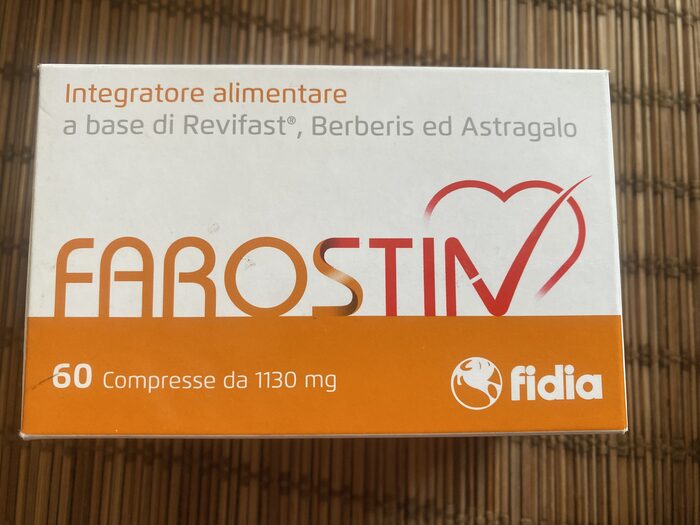 Integratore alimentare
a base di Revifast®, Berberis ed Astragalo
FAROSTIN
60 Compresse da 1130 mg
fidia